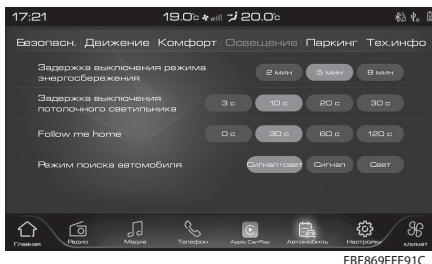 17:21 19.0c 20.0c
Безопасн. Движение Комфорт Освещение Паркинг Тех.инфо
Задержка выключения режима
энергосбережения
2 мин 5 мин 8 мин
Задержка выключения
потолочного светильника
3 c 10 c 20 c 30 c
Follow me home 0 c 30 c 60 c 120 c
Режим поиска автомобиля Сигнал+свет Сигнал Свет
Главная Радио Медиа Телефон Apple CarPlay Автомобиль Настройки климат
FBF869EEF91C